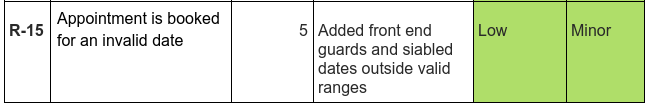 R-15 Appointment is booked for an invalid date 5 Added front end guards and siabled dates outside valid ranges Low Minor